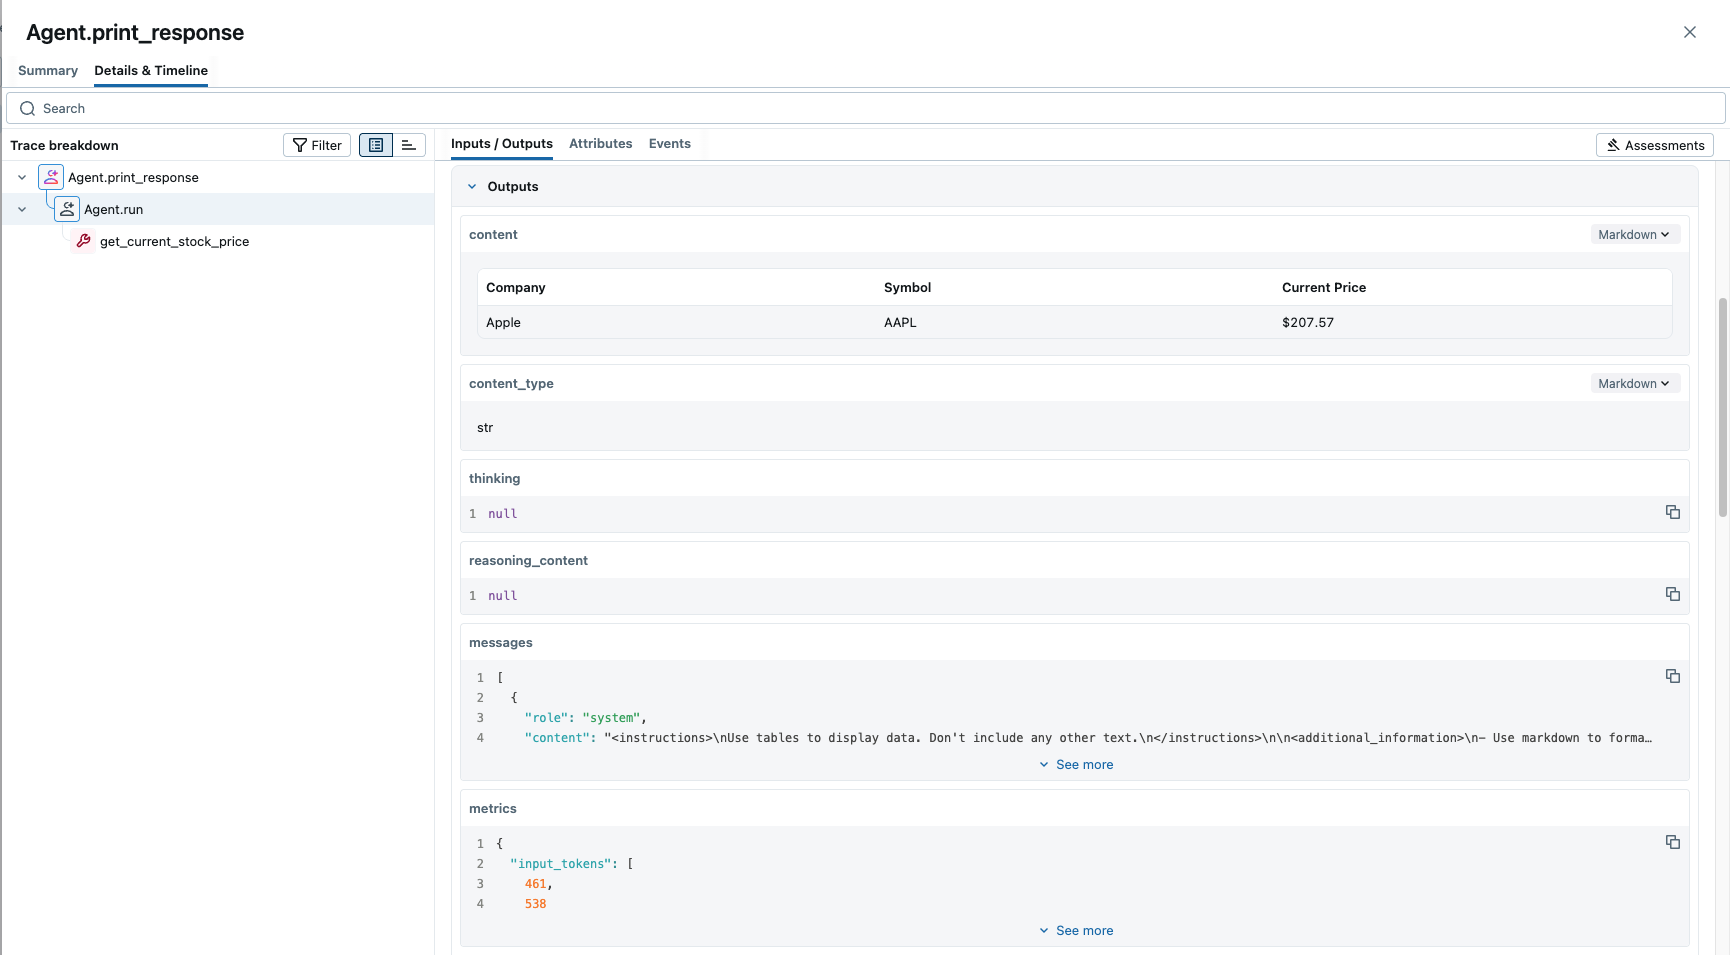 Agent.print_response
Summary Details & Timeline
Search
Trace breakdown Filter
Agent.print_response
Agent.run
get_current_stock_price
Inputs / Outputs Attributes Events Assessments
Outputs
content Markdown
Company Symbol Current Price
Apple AAPL $207.57
content_type Markdown
str
thinking
1 null
reasoning_content
1 null
messages
1 [
2 {
3 "role": "system",
4 "content": "<instructions>\nUse tables to display data. Don't include any other text.\n</instructions>\n\n<additional_information>\n- Use markdown to forma…
See more
metrics
1 {
2 "input_tokens": [
3 461,
4 538
See more